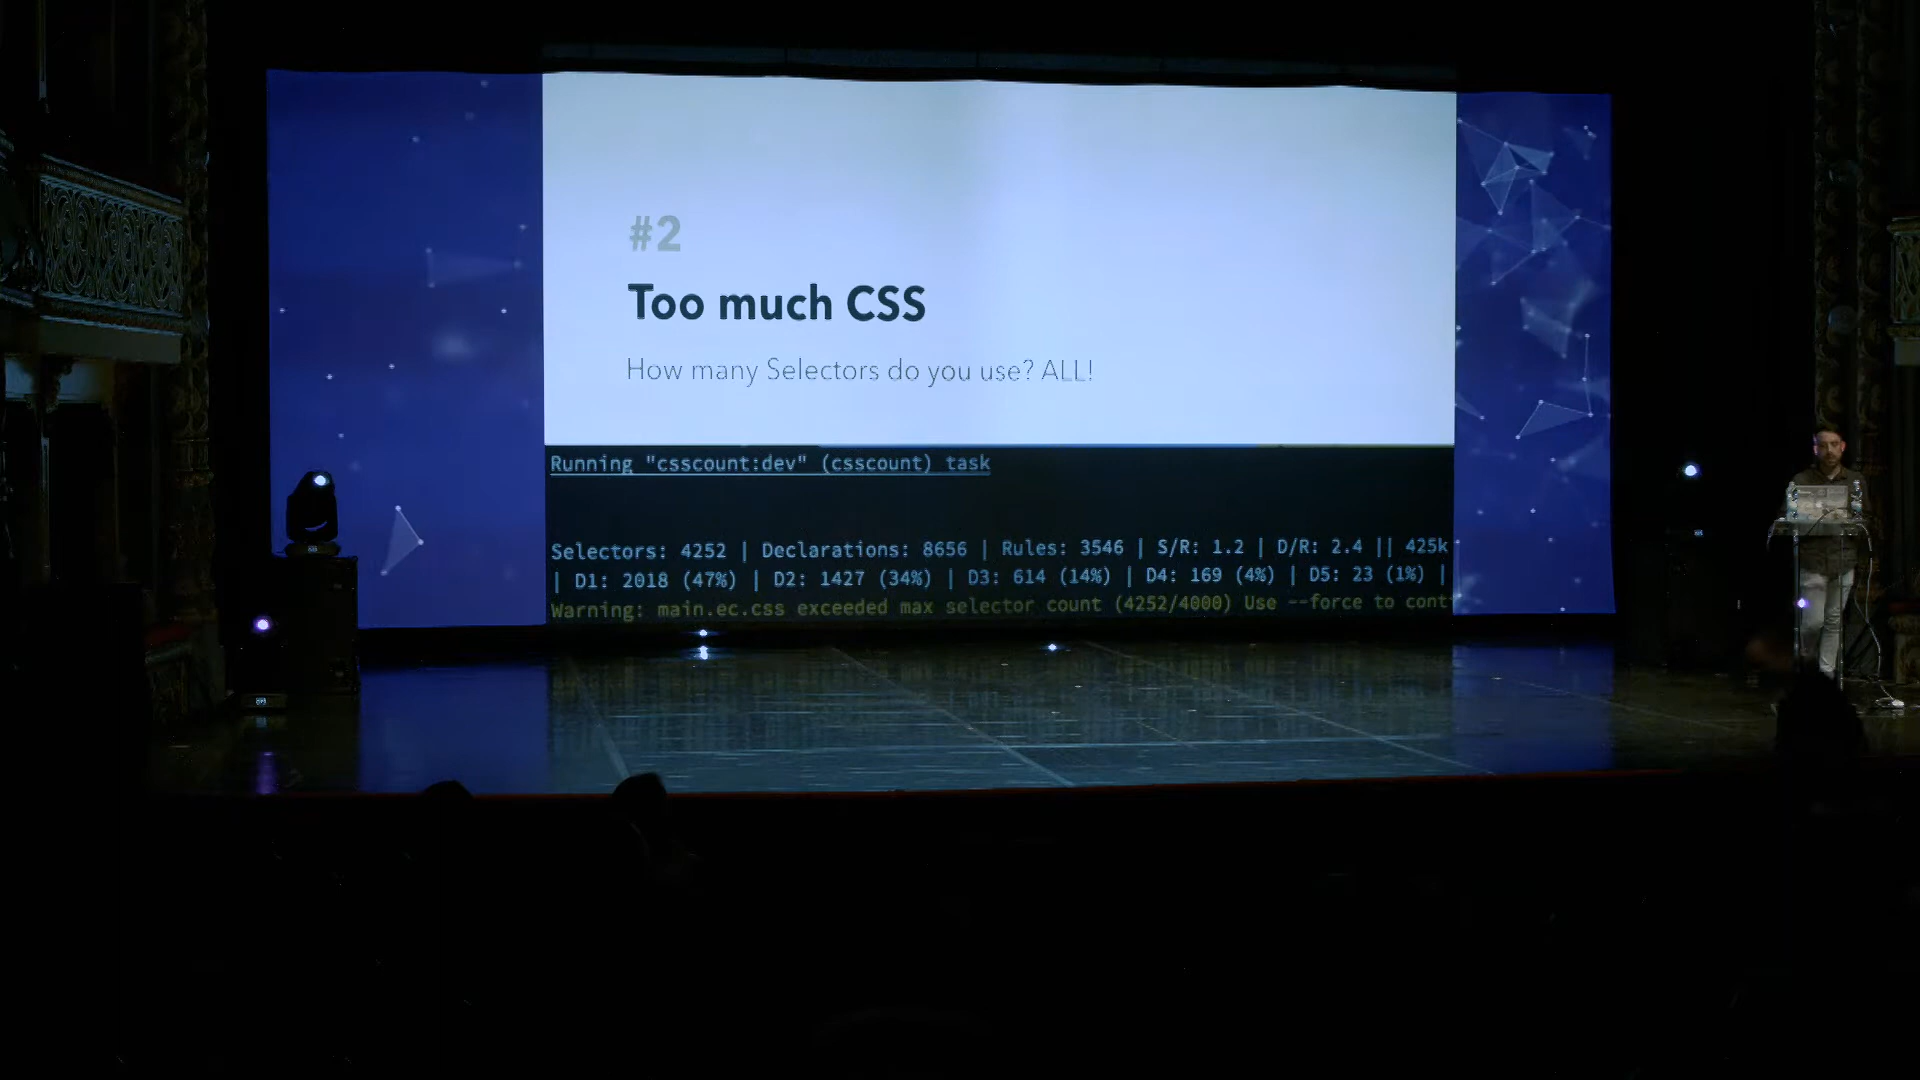 #2
Too much CSS
How many Selectors do you use? ALL!
Running "csscount:dev" (csscount) task
Selectors: 4252 | Declarations: 8656 | Rules: 3546 | S/R: 1.2 | D/R: 2.4 || 425k
| D1: 2018 (47%) | D2: 1427 (34%) | D3: 614 (14%) | D4: 169 (4%) | D5: 23 (1%) |
Warning: main.ec.css exceeded max selector count (4252/4000) Use --force to cont